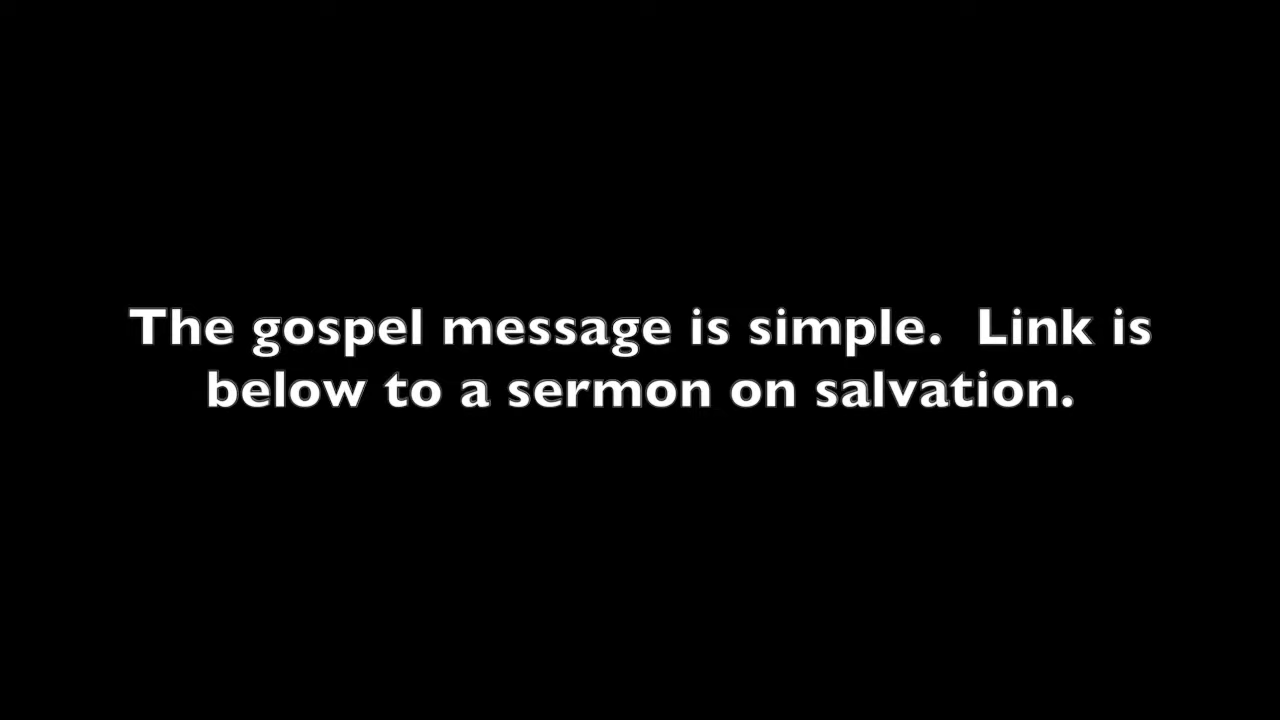 The gospel message is simple.  Link is
below to a sermon on salvation.